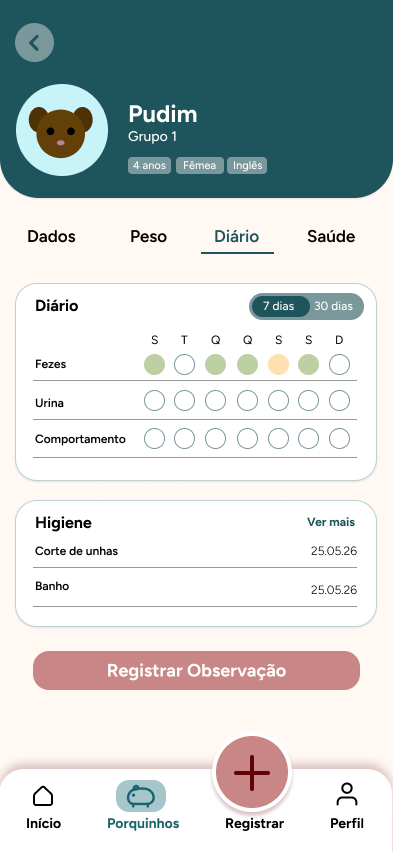 Pudim
Grupo 1
4 anos Fêmea Inglês
Dados Peso Diário Saúde
Diário 7 dias 30 dias
S T Q Q S S D
Fezes
Urina
Comportamento
Higiene Ver mais
Corte de unhas 25.05.26
Banho 25.05.26
Registrar Observação
Início Porquinhos Registrar Perfil